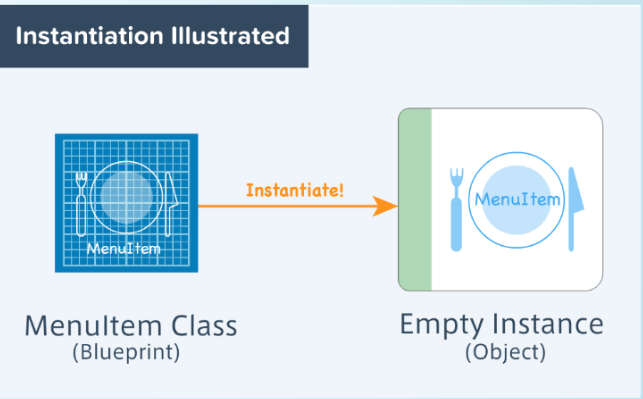 Instantiation Illustrated
MenuItem
Instantiate!
MenuItem
MenuItem Class
(Blueprint)
Empty Instance
(Object)